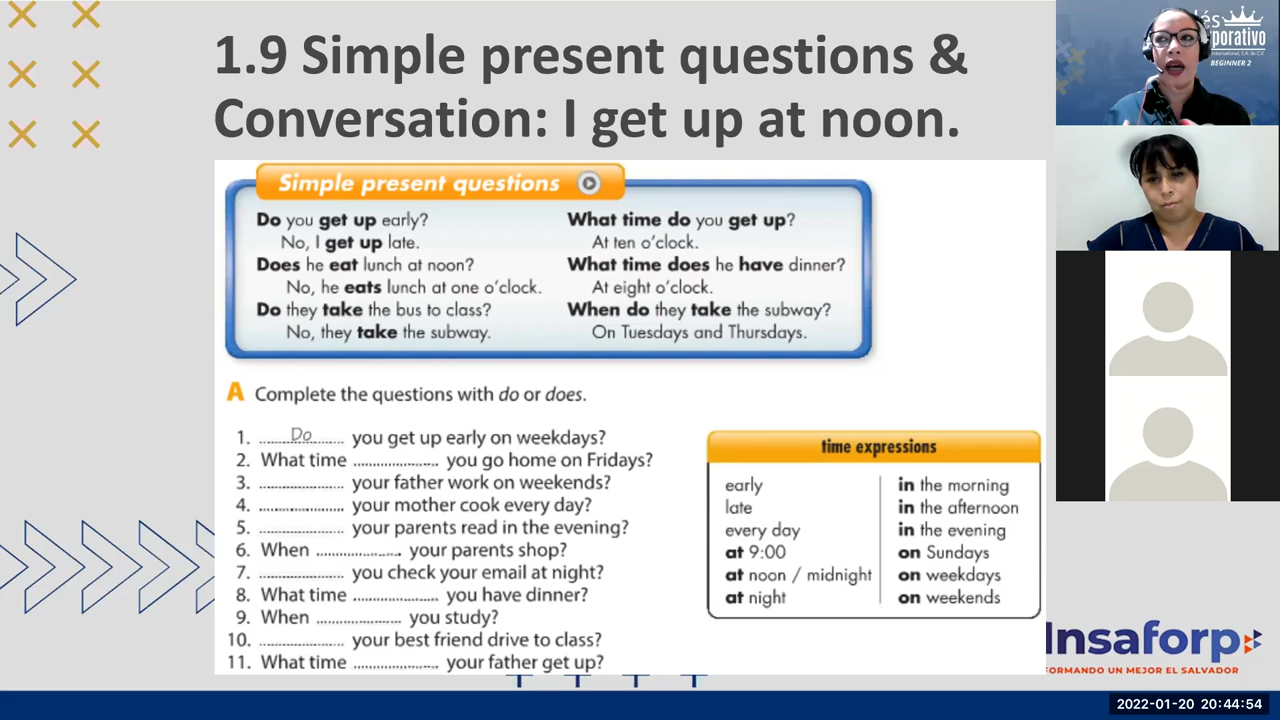 1.9 Simple present questions &
Conversation: I get up at noon.
Simple present questions
Do you get up early?
No, I get up late.
Does he eat lunch at noon?
No, he eats lunch at one o'clock.
Do they take the bus to class?
No, they take the subway.
What time do you get up?
At ten o'clock.
What time does he have dinner?
At eight o'clock.
When do they take the subway?
On Tuesdays and Thursdays.
A Complete the questions with do or does.
1. Do you get up early on weekdays?
2. What time .................... you go home on Fridays?
3. .................... your father work on weekends?
4. .................... your mother cook every day?
5. .................... your parents read in the evening?
6. When .................... your parents shop?
7. .................... you check your email at night?
8. What time .................... you have dinner?
9. When .................... you study?
10. .................... your best friend drive to class?
11. What time .................... your father get up?
time expressions
early
late
every day
at 9:00
at noon / midnight
at night
in the morning
in the afternoon
in the evening
on Sundays
on weekdays
on weekends
BEGINNER 2
Insaforp
FORMANDO UN MEJOR EL SALVADOR
2022-01-20 20:44:54